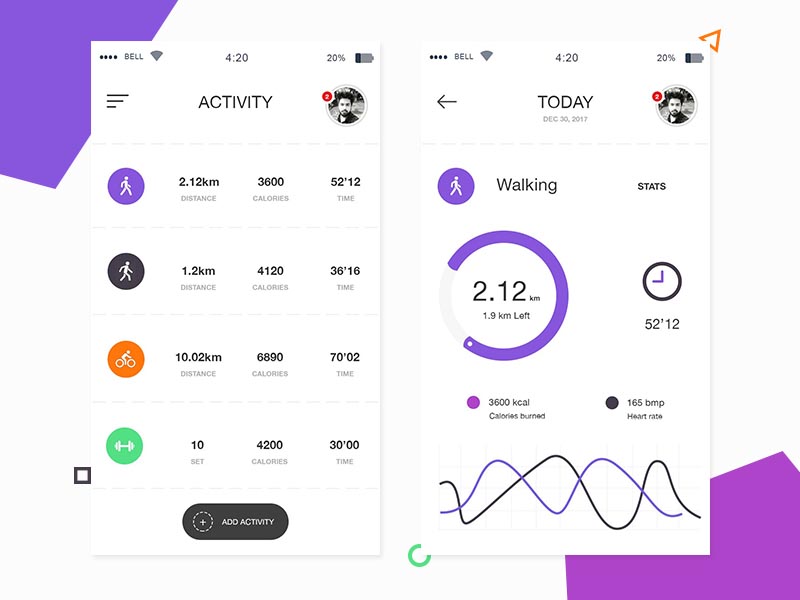 BELL 4:20 20%
ACTIVITY
2
2.12km 3600 52'12
DISTANCE CALORIES TIME
1.2km 4120 36'16
DISTANCE CALORIES TIME
10.02km 6890 70'02
DISTANCE CALORIES TIME
10 4200 30'00
SET CALORIES TIME
+ ADD ACTIVITY
BELL 4:20 20%
TODAY
2
DEC 30, 2017
Walking STATS
2.12 km
1.9 km Left
52'12
3600 kcal 165 bmp
Calories burned Heart rate